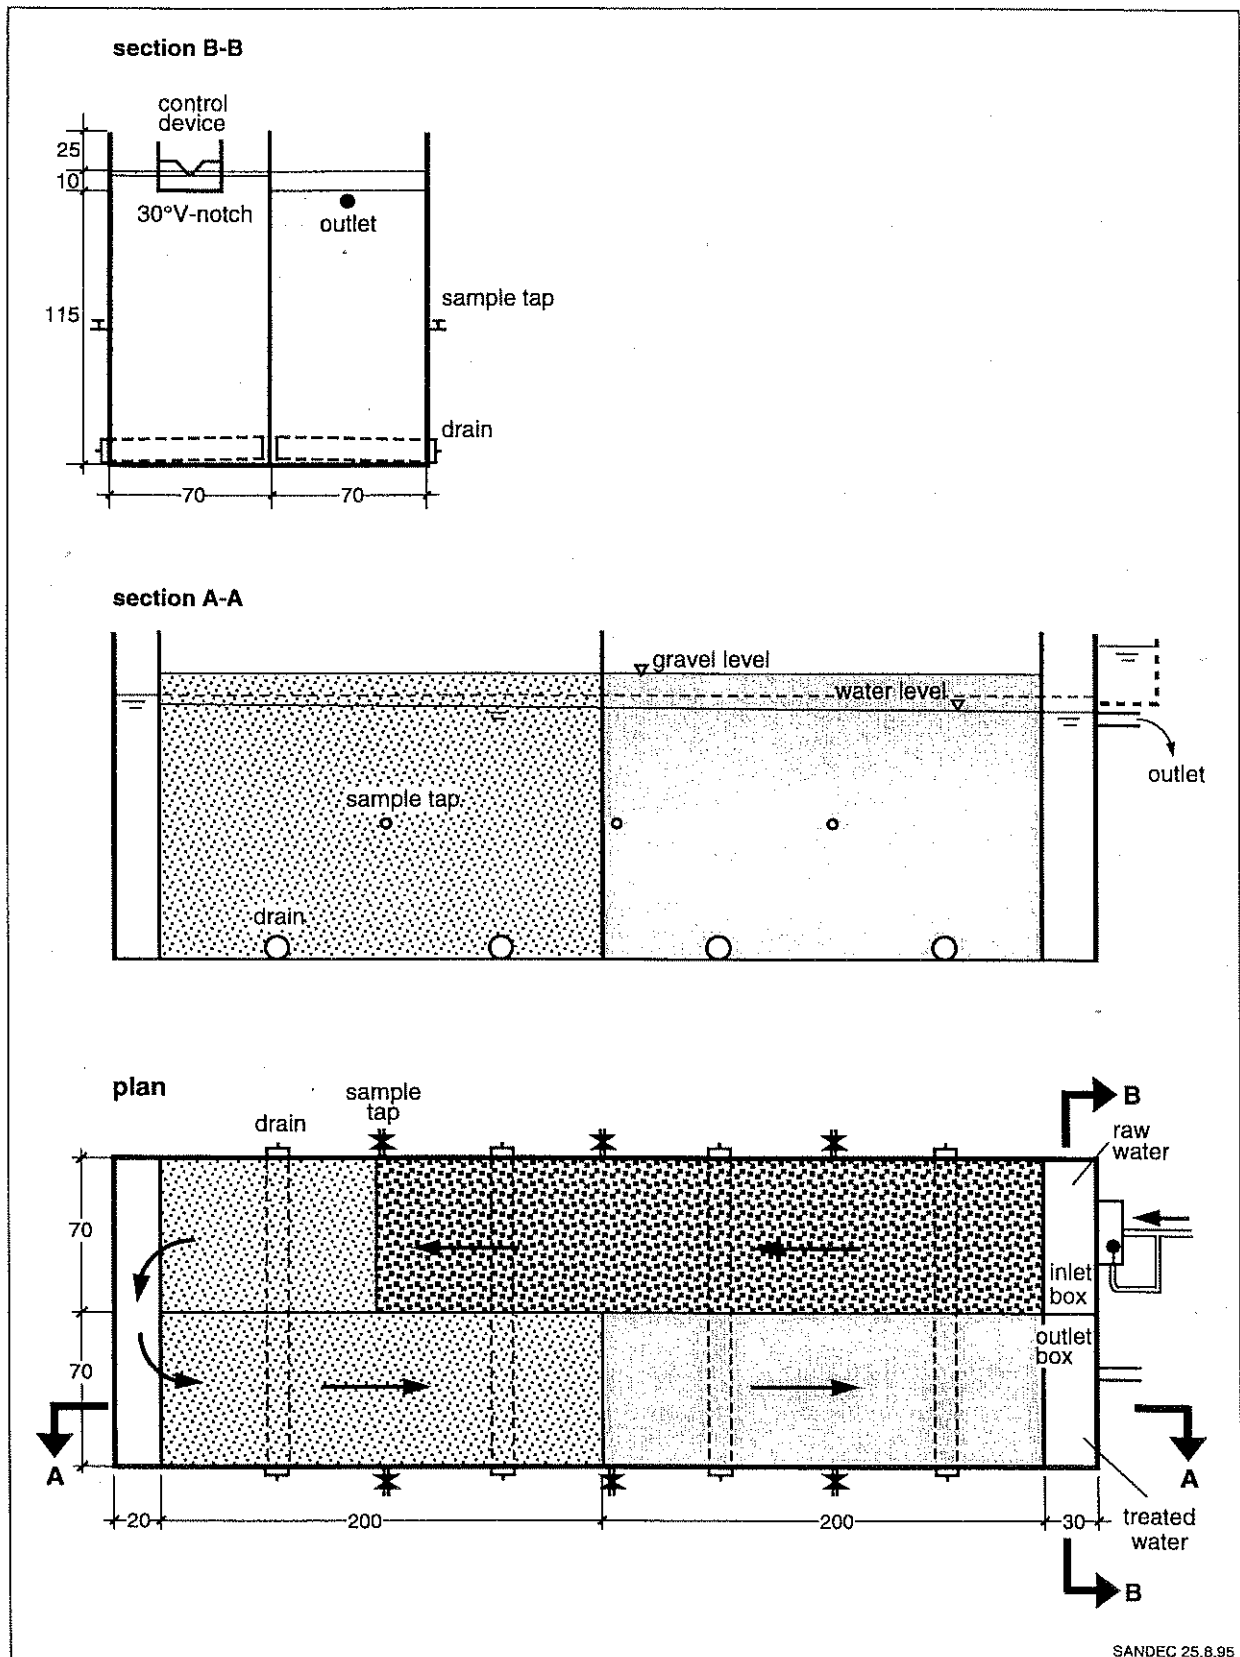 section B-B
control
device
25
10
30°V-notch
outlet
sample tap
115
drain
70
70
section A-A
gravel level
water level
outlet
sample tap
drain
plan
sample
tap
drain
B
raw
water
70
inlet
box
outlet
box
70
A
A
20
200
200
30
treated
water
B
SANDEC 25.8.95